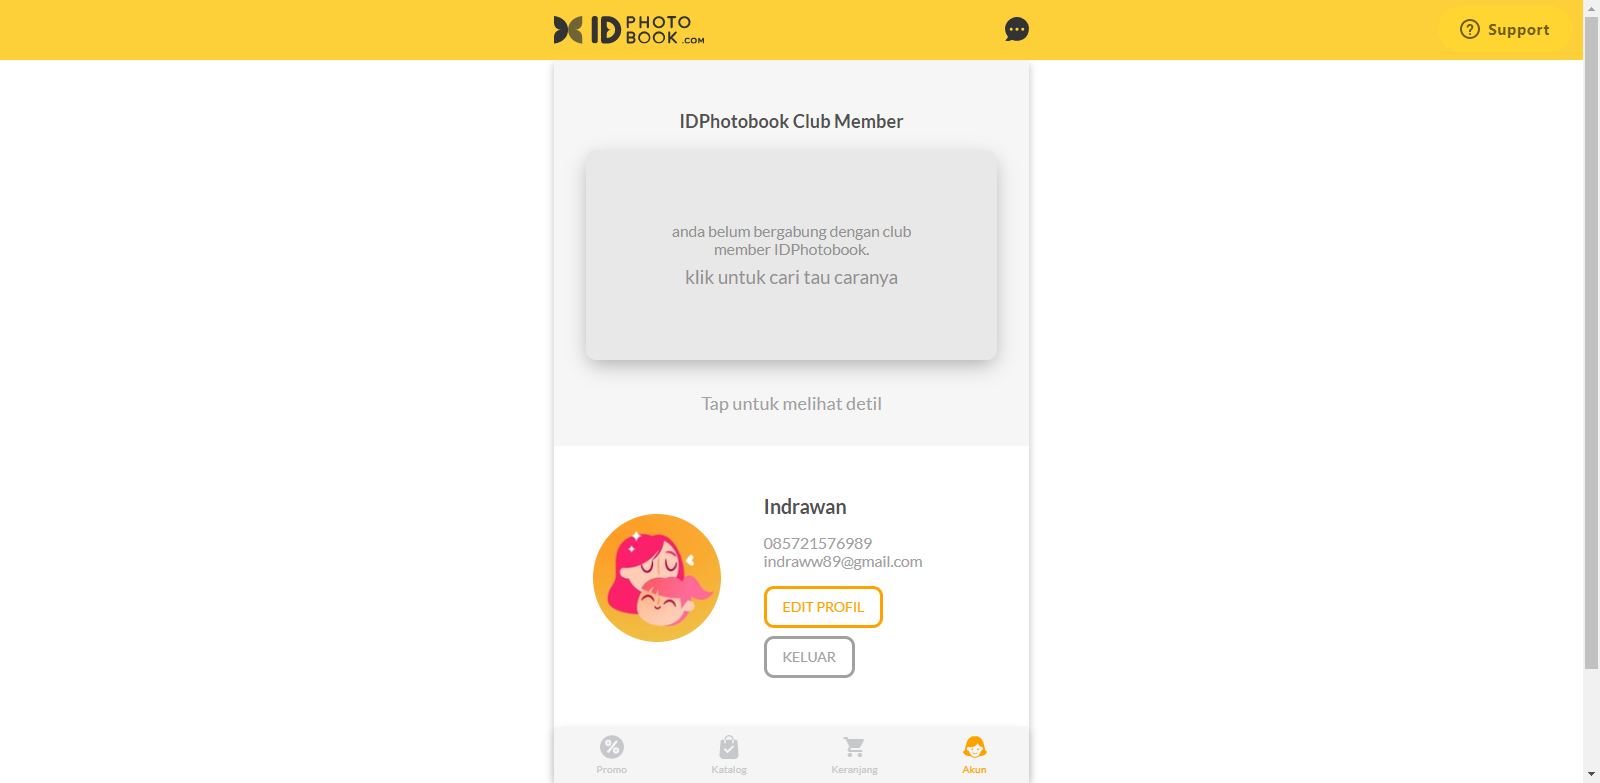 ID PHOTO BOOK .COM
Support
IDPhotobook Club Member
anda belum bergabung dengan club
member IDPhotobook.
klik untuk cari tau caranya
Tap untuk melihat detil
Indrawan
085721576989
indraww89@gmail.com
EDIT PROFIL
KELUAR
Promo
Katalog
Keranjang
Akun